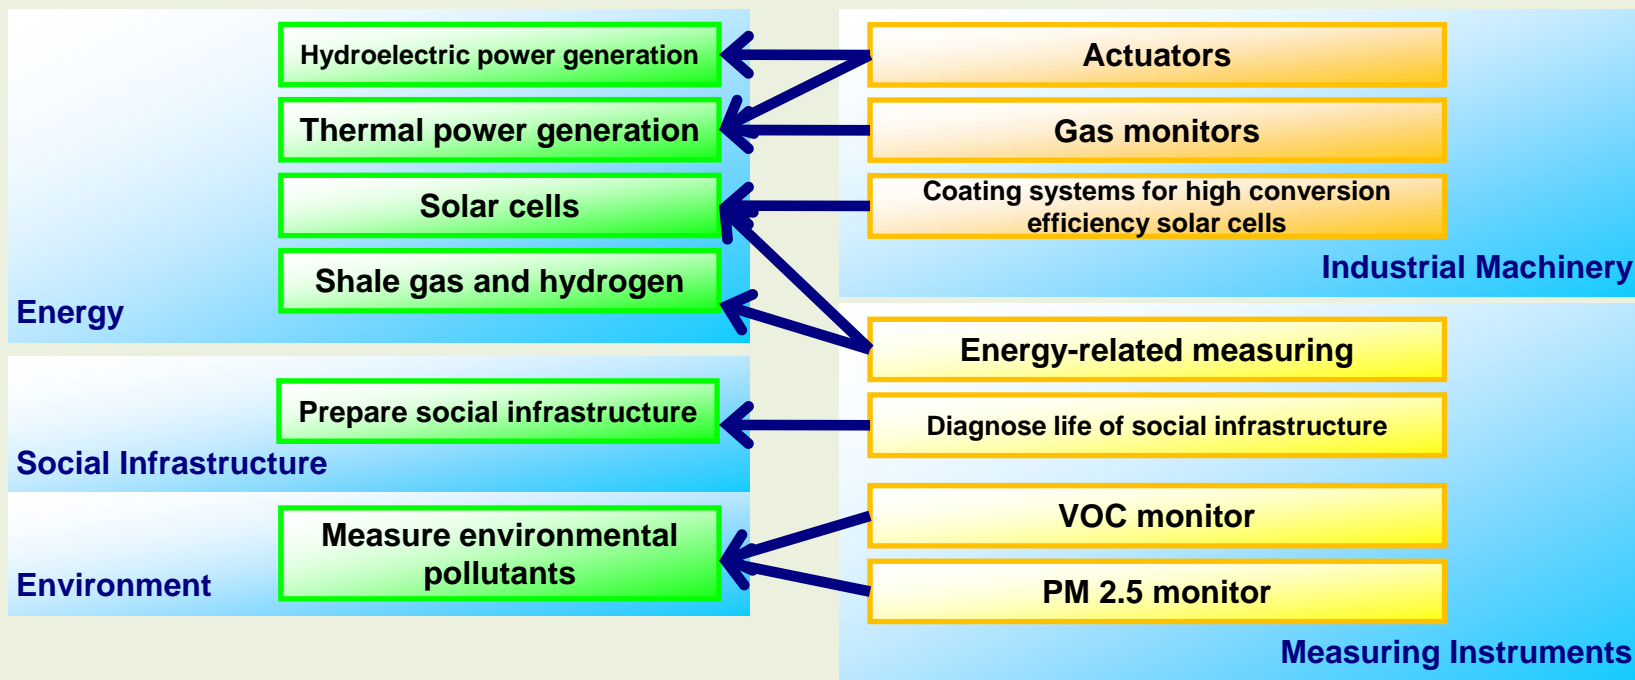 Hydroelectric power generation
Thermal power generation
Solar cells
Shale gas and hydrogen
Energy
Prepare social infrastructure
Social Infrastructure
Measure environmental
pollutants
Environment
Actuators
Gas monitors
Coating systems for high conversion
efficiency solar cells
Industrial Machinery
Energy-related measuring
Diagnose life of social infrastructure
VOC monitor
PM 2.5 monitor
Measuring Instruments